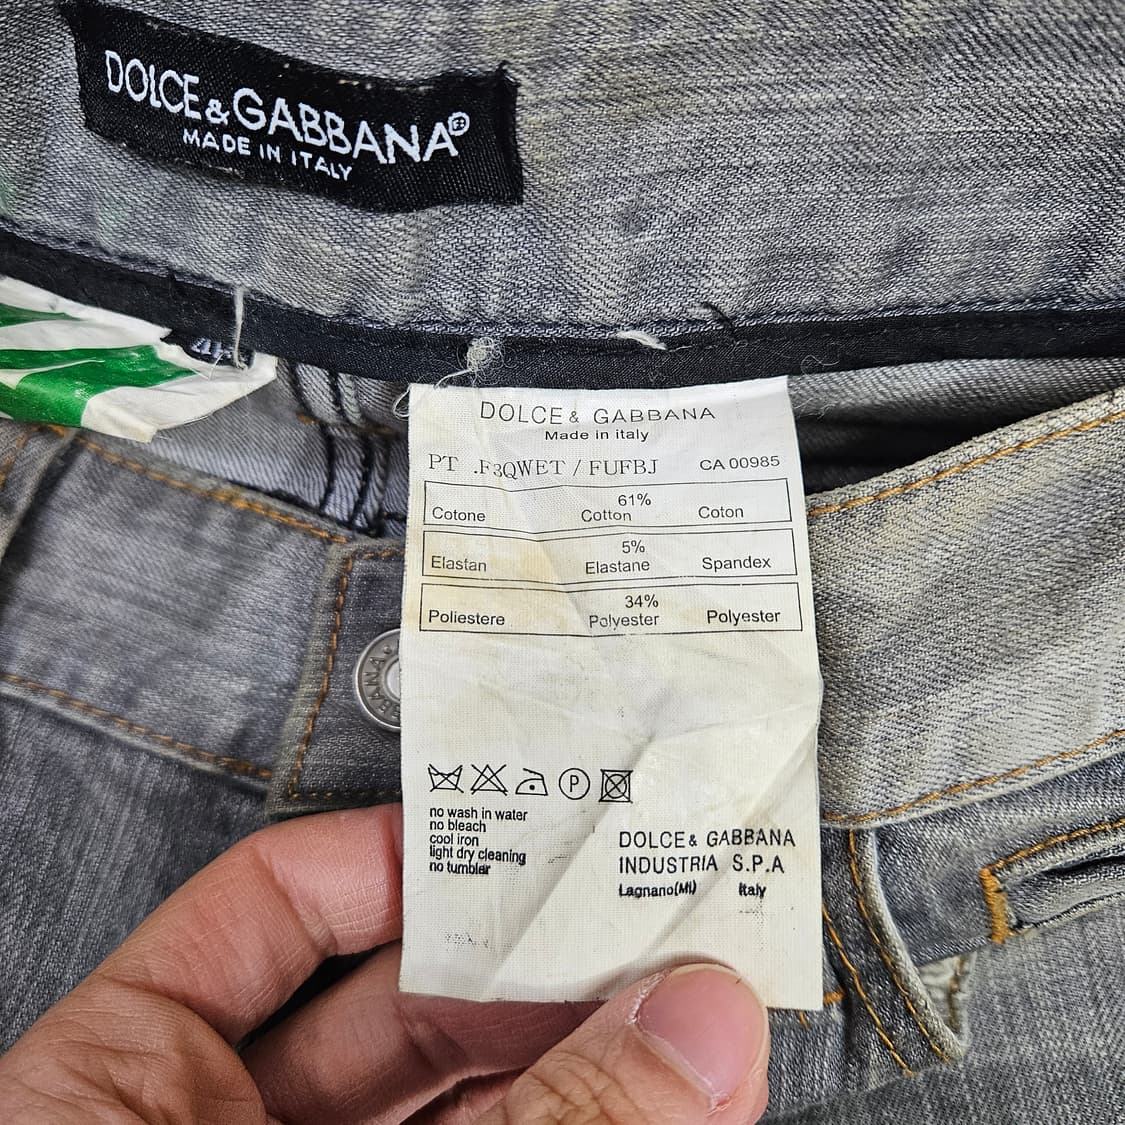 DOLCE&GABBANA®
MADE IN ITALY
DOLCE & GABBANA
Made in italy
PT .F3QWET / FUFBJ CA 00985
61%
Cotone Cotton Coton
5%
Elastan Elastane Spandex
34%
Poliestere Polyester Polyester
P
no wash in water
no bleach
cool iron
light dry cleaning
no tumbler
DOLCE & GABBANA
INDUSTRIA S.P.A
Lagnano(MI) Italy